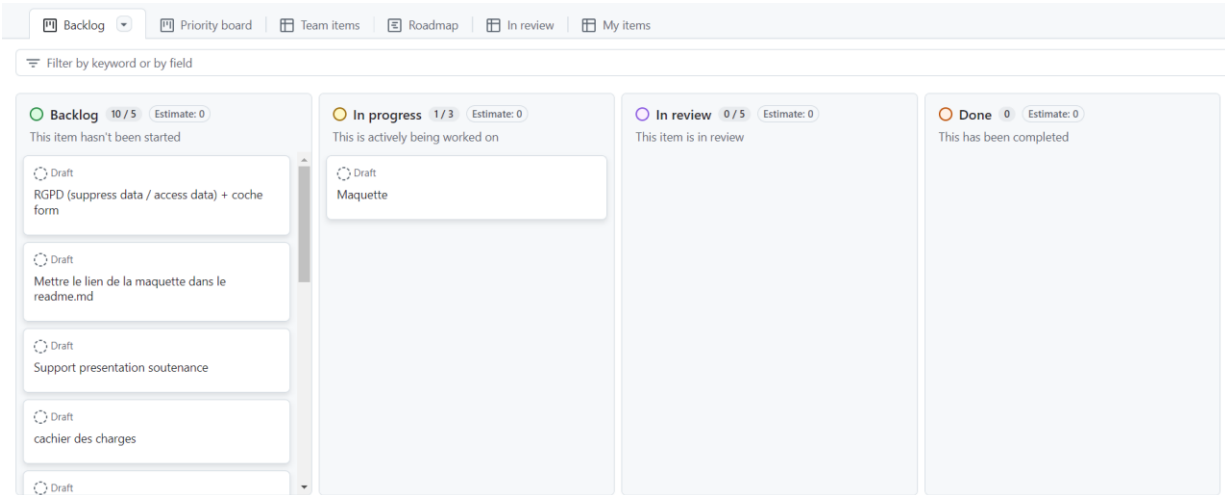 Backlog
Priority board
Team items
Roadmap
In review
My items
Filter by keyword or by field
Backlog 10 / 5 Estimate: 0
This item hasn't been started
Draft
RGPD (suppress data / access data) + coche
form
Draft
Mettre le lien de la maquette dans le
readme.md
Draft
Support presentation soutenance
Draft
cachier des charges
Draft
In progress 1 / 3 Estimate: 0
This is actively being worked on
Draft
Maquette
In review 0 / 5 Estimate: 0
This item is in review
Done 0 Estimate: 0
This has been completed